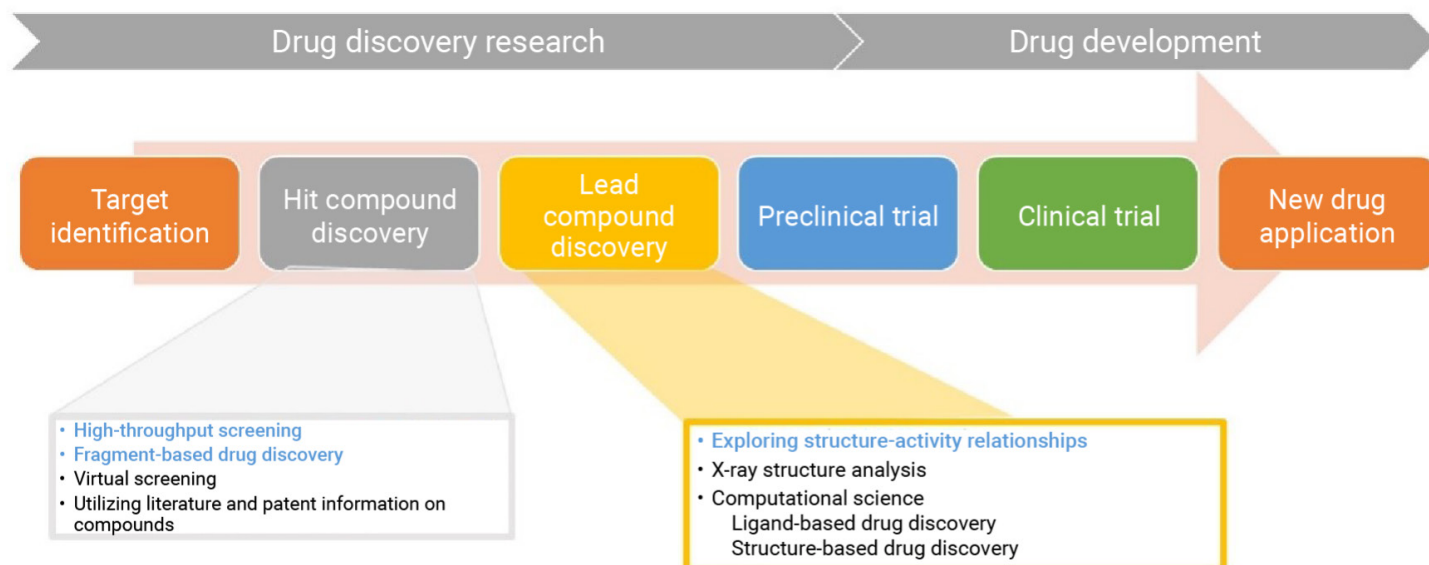 Drug discovery research
Drug development
Target
identification
Hit compound
discovery
Lead
compound
discovery
Preclinical trial
Clinical trial
New drug
application
• High-throughput screening
• Fragment-based drug discovery
• Virtual screening
• Utilizing literature and patent information on
compounds
• Exploring structure-activity relationships
• X-ray structure analysis
• Computational science
Ligand-based drug discovery
Structure-based drug discovery